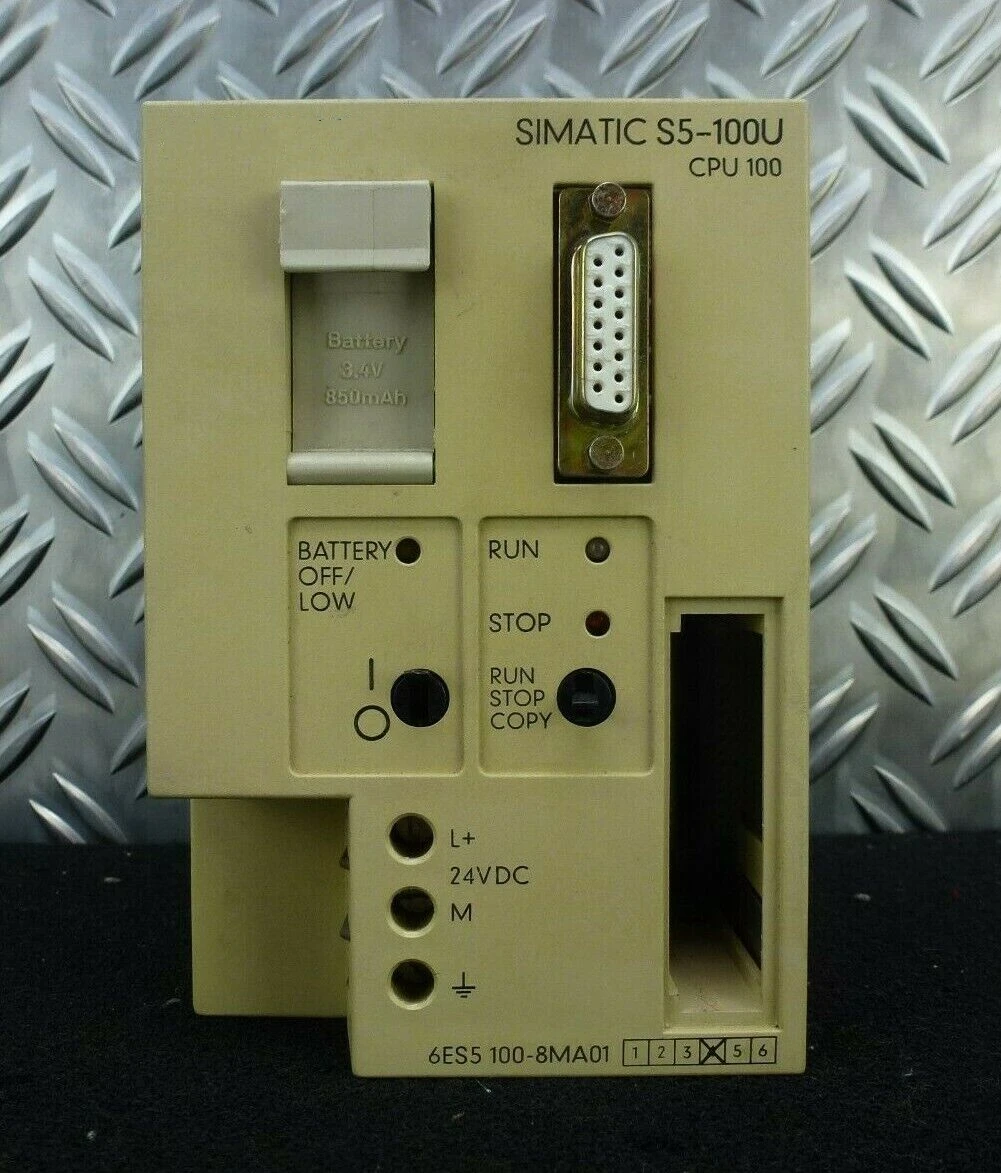 SIMATIC S5-100U
CPU 100
Battery
3.4V
850mAh
BATTERY
OFF/
LOW
RUN
STOP
RUN
STOP
COPY
I
O
L+
24VDC
M
6ES5 100-8MA01 1 2 3 5 6